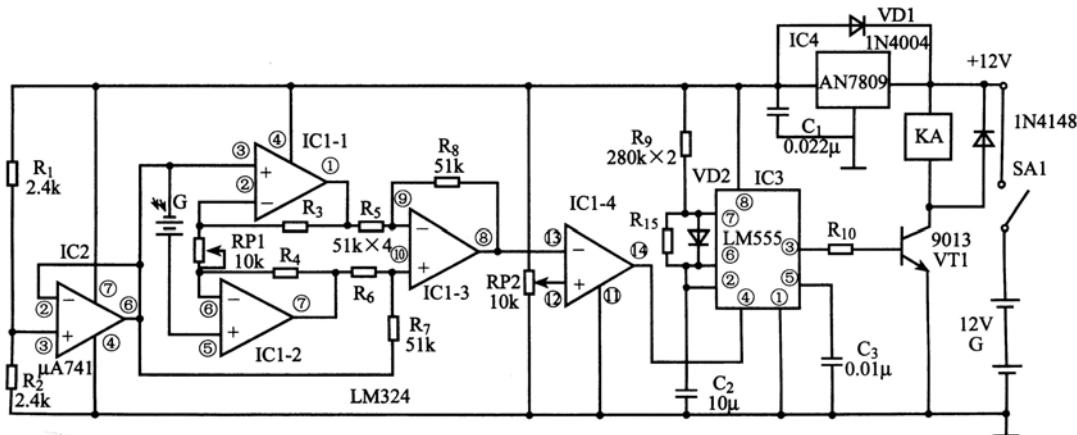 VD1
1N4004
IC4
AN7809
+12V
C₁
0.022μ
KA
1N4148
SA1
R₁
2.4k
④
IC1-1
③
+
①
②
−
G
R₈
51k
R₉
280k×2
VD2
IC3
⑧
⑦
R₁₅
LM555
⑥
②
③
R₁₀
⑤
④
①
9013
VT1
IC1-4
⑬
−
⑭
⑫
+
⑪
R₃
R₅
⑨
−
51k×4
⑩
+
⑧
IC1-3
RP1
10k
R₄
R₆
RP2
10k
IC2
⑦
②
−
⑥
③
+
④
μA741
⑥
−
⑦
⑤
+
IC1-2
R₇
51k
R₂
2.4k
LM324
C₂
10μ
C₃
0.01μ
12V
G